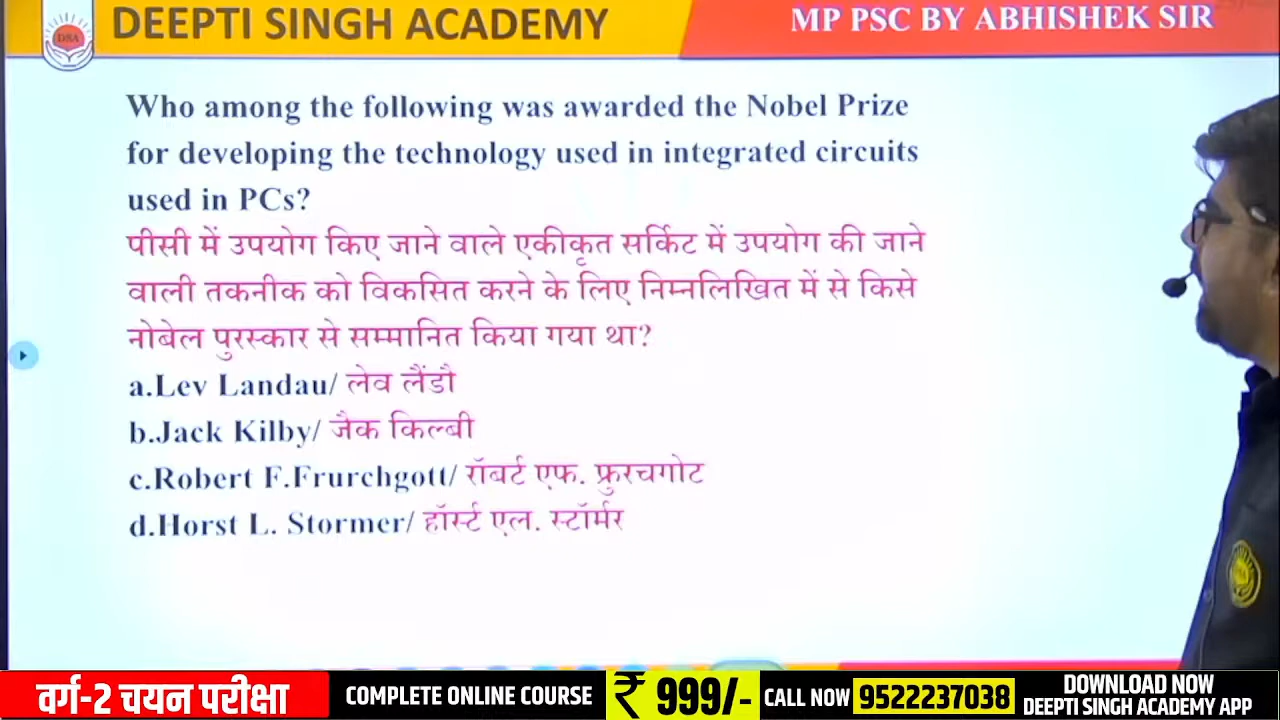 DSA
DEEPTI SINGH ACADEMY
MP PSC BY ABHISHEK SIR
Who among the following was awarded the Nobel Prize
for developing the technology used in integrated circuits
used in PCs?
पीसी में उपयोग किए जाने वाले एकीकृत सर्किट में उपयोग की जाने
वाली तकनीक को विकसित करने के लिए निम्नलिखित में से किसे
नोबेल पुरस्कार से सम्मानित किया गया था?
a.Lev Landau/ लेव लैंडौ
b.Jack Kilby/ जैक किल्बी
c.Robert F.Frurchgott/ रॉबर्ट एफ. फ्रुरचगोट
d.Horst L. Stormer/ हॉर्स्ट एल. स्टॉर्मर
वर्ग-2 चयन परीक्षा
COMPLETE ONLINE COURSE
₹ 999/-
CALL NOW 9522237038
DOWNLOAD NOW
DEEPTI SINGH ACADEMY APP